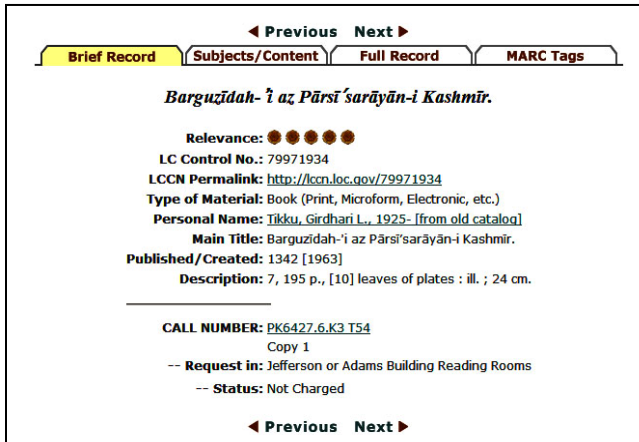 Previous Next
Brief Record Subjects/Content Full Record MARC Tags
Barguzīdah-ʼi az Pārsīʼsarāyān-i Kashmīr.
Relevance:
LC Control No.: 79971934
LCCN Permalink: http://lccn.loc.gov/79971934
Type of Material: Book (Print, Microform, Electronic, etc.)
Personal Name: Tikku, Girdhari L., 1925- [from old catalog]
Main Title: Barguzīdah-'i az Pārsī'sarāyān-i Kashmīr.
Published/Created: 1342 [1963]
Description: 7, 195 p., [10] leaves of plates : ill. ; 24 cm.
CALL NUMBER: PK6427.6.K3 T54
Copy 1
-- Request in: Jefferson or Adams Building Reading Rooms
-- Status: Not Charged
Previous Next